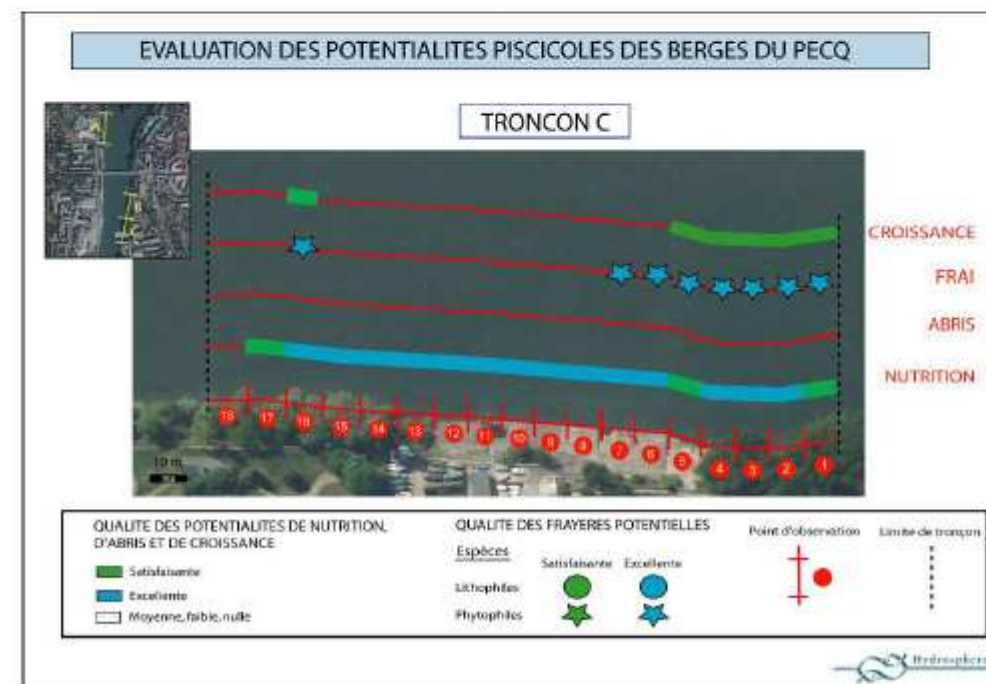 EVALUATION DES POTENTIALITES PISCICOLES DES BERGES DU PECQ
TRONCON C
CROISSANCE
FRAI
ABRIS
NUTRITION
18 17 16 15 14 13 12 11 10 9 8 7 6 5 4 3 2 1
10 m
QUALITE DES POTENTIALITES DE NUTRITION,
D'ABRIS ET DE CROISSANCE
Satisfaisante
Excellente
Moyenne, faible, nulle
QUALITE DES FRAYERES POTENTIELLES
Espèces
Satisfaisante Excellente
Lithophiles
Phytophiles
Point d'observation
Limite de tronçon
Hydrosphere